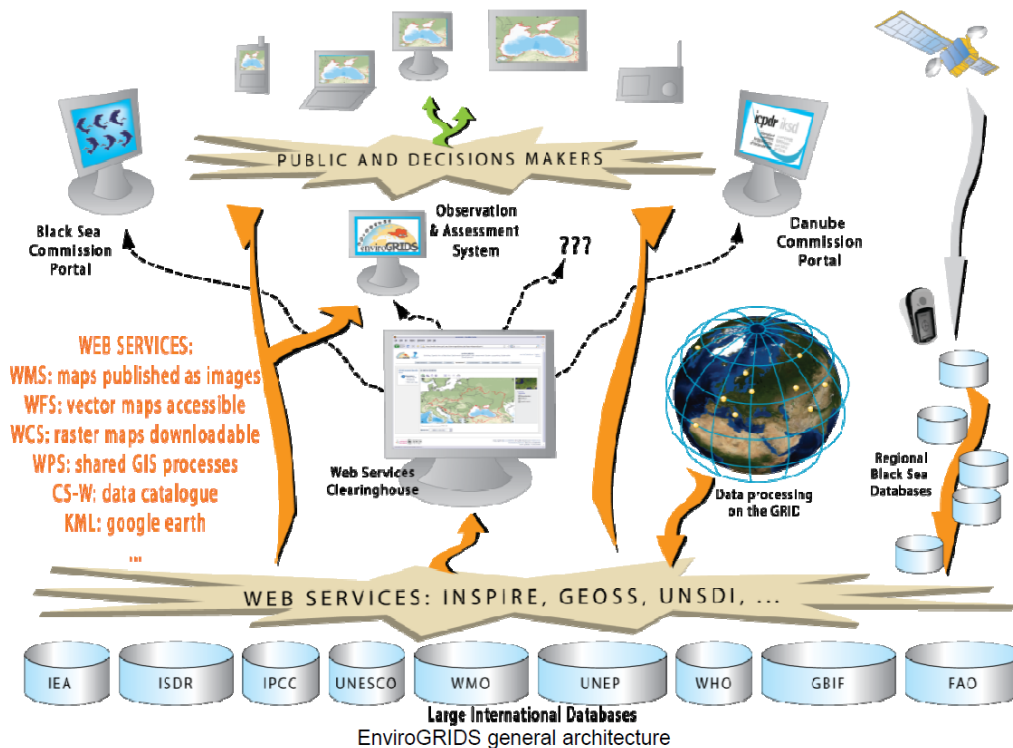 icpdr iksd
PUBLIC AND DECISIONS MAKERS
Black Sea
Commission
Portal
enviroGRIDS
Observation
& Assessment
System
???
Danube
Commission
Portal
WEB SERVICES:
WMS: maps published as images
WFS: vector maps accessible
WCS: raster maps downloadable
WPS: shared GIS processes
CS-W: data catalogue
KML: google earth
...
Web Services
Clearinghouse
Data processing
on the GRID
Regional
Black Sea
Databases
WEB SERVICES: INSPIRE, GEOSS, UNSDI, ...
IEA
ISDR
IPCC
UNESCO
WMO
UNEP
WHO
GBIF
FAO
Large International Databases
EnviroGRIDS general architecture